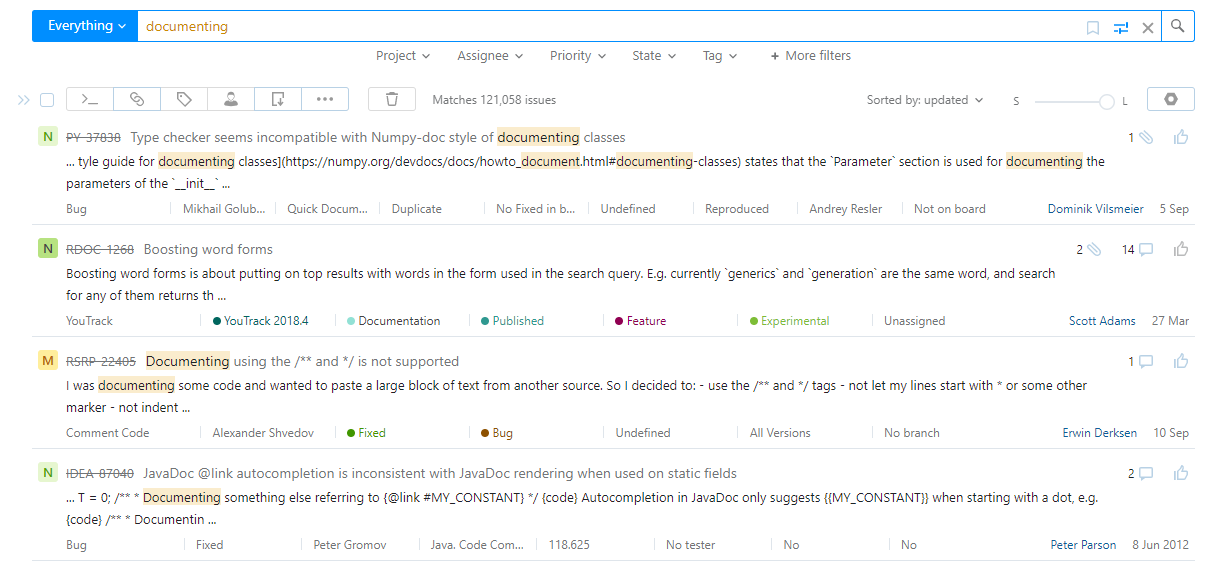 Everything documenting
Project Assignee Priority State Tag + More filters
>_ ••• Matches 121,058 issues Sorted by: updated S L
N PY-37838 Type checker seems incompatible with Numpy-doc style of documenting classes 1
... tyle guide for documenting classes](https://numpy.org/devdocs/docs/howto_document.html#documenting-classes) states that the `Parameter` section is used for documenting the
parameters of the `__init__` ...
Bug Mikhail Golub... Quick Docum... Duplicate No Fixed in b... Undefined Reproduced Andrey Resler Not on board Dominik Vilsmeier 5 Sep
N RDOC-1268 Boosting word forms 2 14
Boosting word forms is about putting on top results with words in the form used in the search query. E.g. currently `generics` and `generation` are the same word, and search
for any of them returns th ...
YouTrack YouTrack 2018.4 Documentation Published Feature Experimental Unassigned Scott Adams 27 Mar
M RSRP-22405 Documenting using the /** and */ is not supported 1
I was documenting some code and wanted to paste a large block of text from another source. So I decided to: - use the /** and */ tags - not let my lines start with * or some other
marker - not indent ...
Comment Code Alexander Shvedov Fixed Bug Undefined All Versions No branch Erwin Derksen 10 Sep
N IDEA-87040 JavaDoc @link autocompletion is inconsistent with JavaDoc rendering when used on static fields 2
... T = 0; /** * Documenting something else referring to {@link #MY_CONSTANT} */ {code} Autocompletion in JavaDoc only suggests {{MY_CONSTANT}} when starting with a dot, e.g.
{code} /** * Documentin ...
Bug Fixed Peter Gromov Java. Code Com... 118.625 No tester No No Peter Parson 8 Jun 2012